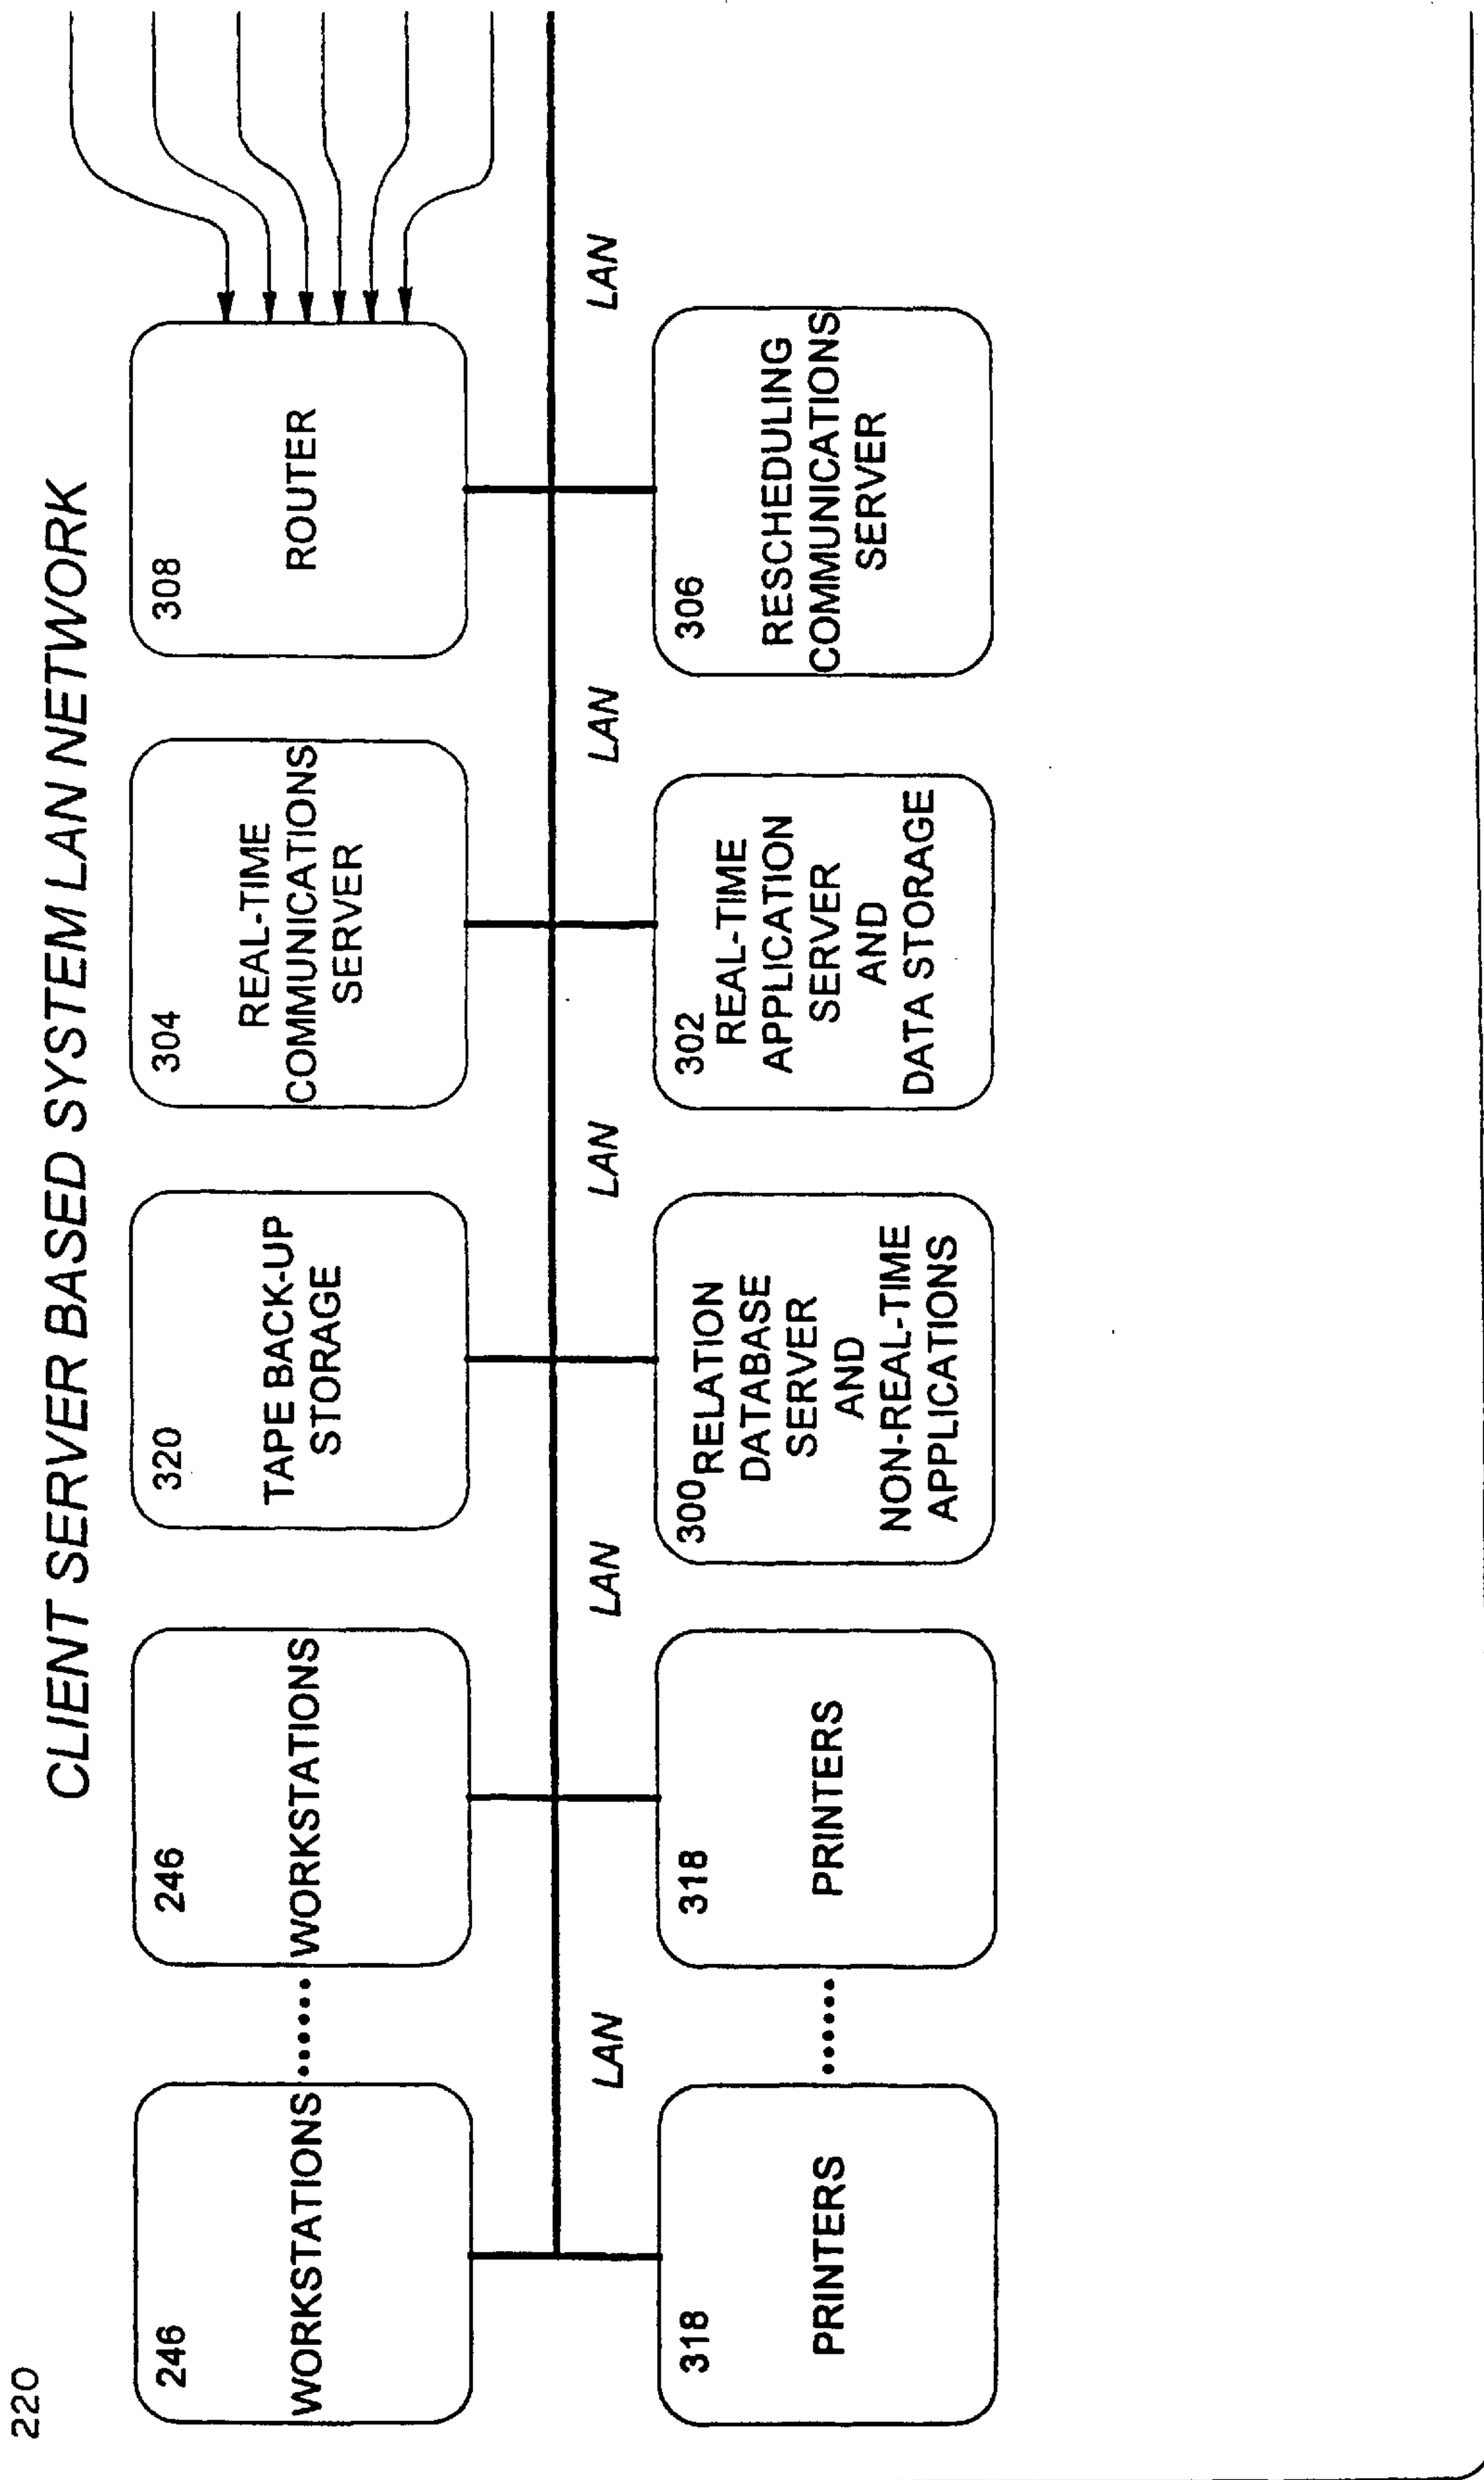 220
CLIENT SERVER BASED SYSTEM LAN NETWORK
246
WORKSTATIONS
......
246
WORKSTATIONS
320
TAPE BACK-UP
STORAGE
304
REAL-TIME
COMMUNICATIONS
SERVER
308
ROUTER
LAN
LAN
LAN
LAN
LAN
318
PRINTERS
......
318
PRINTERS
300
RELATION
DATABASE
SERVER
AND
NON-REAL-TIME
APPLICATIONS
302
REAL-TIME
APPLICATION
SERVER
AND
DATA STORAGE
306
RESCHEDULING
COMMUNICATIONS
SERVER